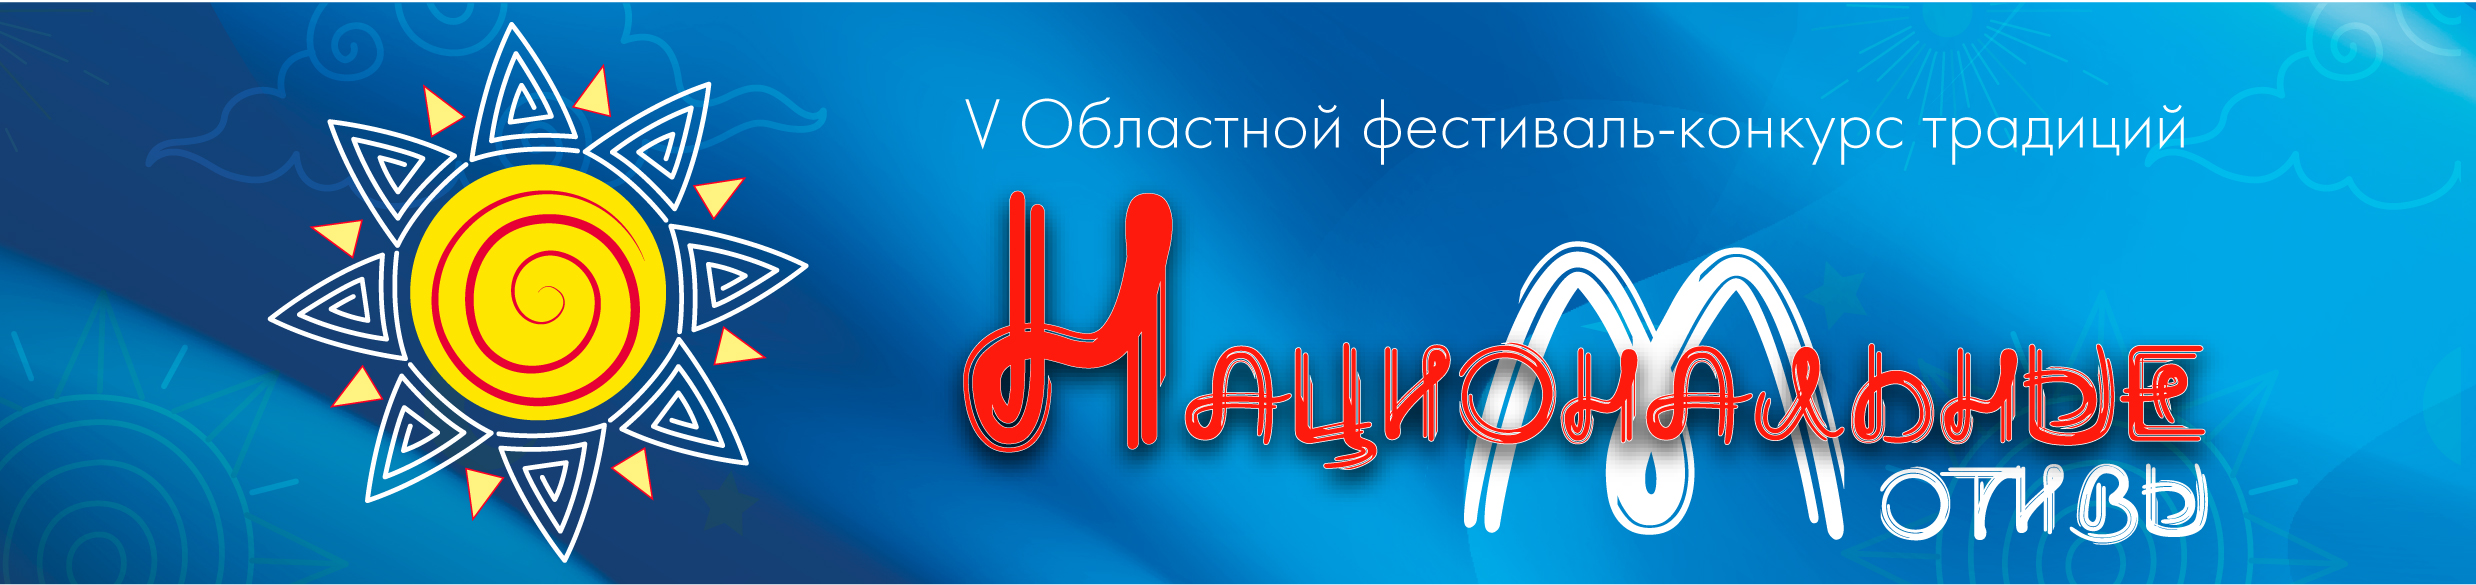 V Областной фестиваль-конкурс традиций
Национальные
Мотивы